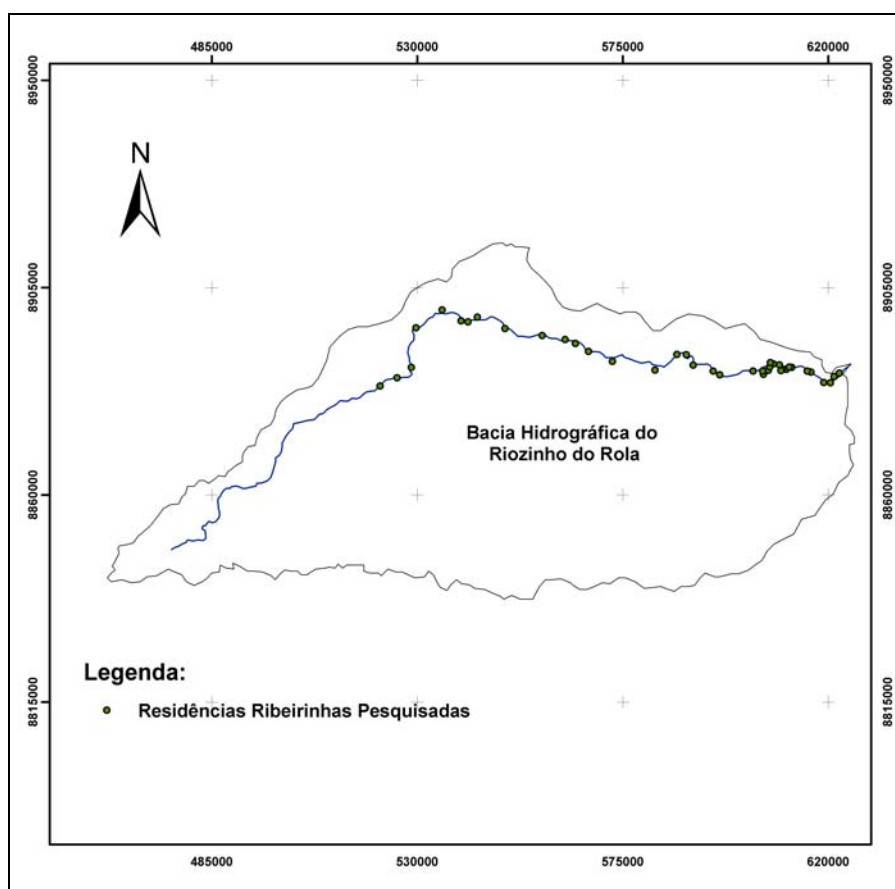 485000 530000 575000 620000
8950000 8950000
N
8905000 8905000
Bacia Hidrográfica do
Riozinho do Rola
8860000 8860000
Legenda:
8815000 8815000
Residências Ribeirinhas Pesquisadas
485000 530000 575000 620000